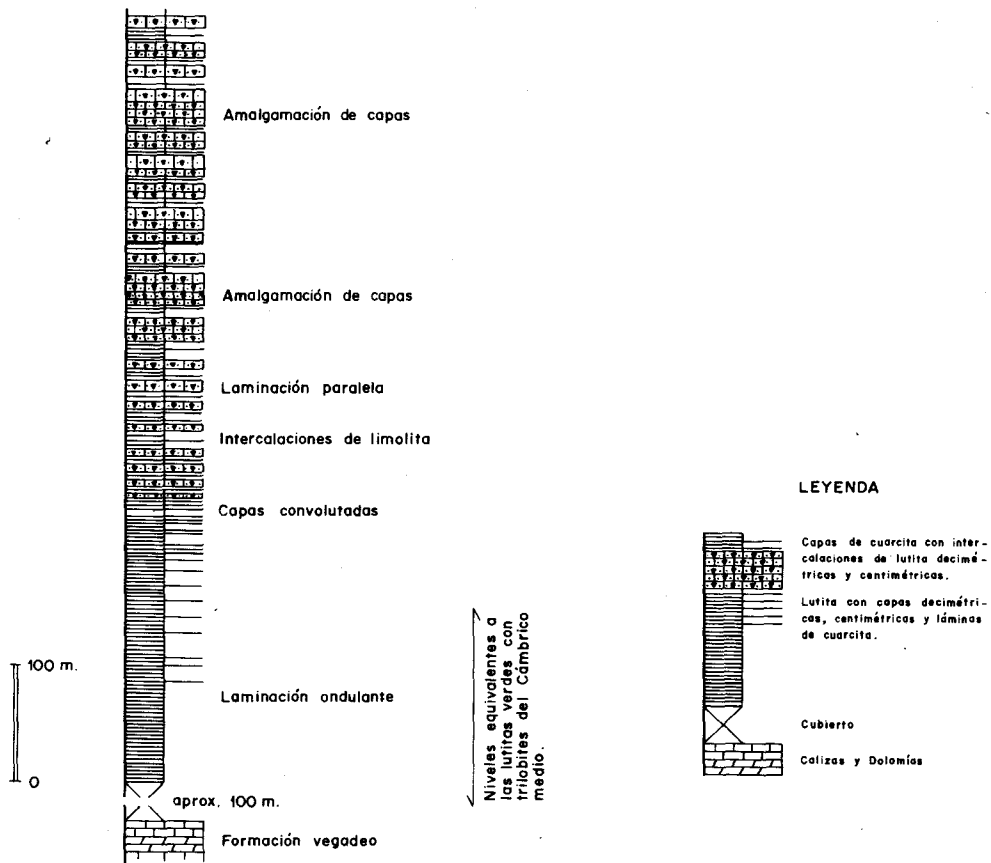 Amalgamación de capas
Amalgamación de capas
Laminación paralela
Intercalaciones de limolita
Capas convolutadas
Laminación ondulante
100 m.
0
aprox. 100 m.
Formación vegadeo
Niveles equivalentes a
las lutitas verdes con
trilobites del Cámbrico
medio.
LEYENDA
Capas de cuarcita con inter-
calaciones de lutita decimé-
tricas y centimétricas.
Lutita con capas decimétri-
cas, centimétricas y láminas
de cuarcita.
Cubierto
Calizas y Dolomías